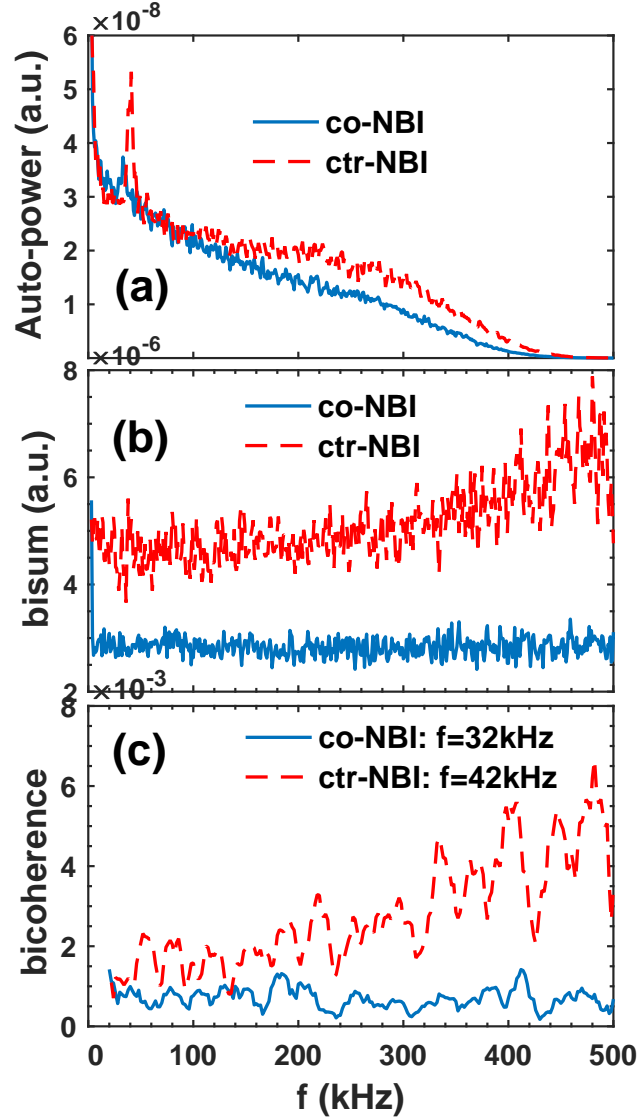 ×10^-8
6
5
4
3
2
1
Auto-power (a.u.)
co-NBI
ctr-NBI
(a)
×10^-6
8
6
4
2
bisum (a.u.)
co-NBI
ctr-NBI
(b)
×10^-3
8
6
4
2
0
bicoherence
(c)
co-NBI: f=32kHz
ctr-NBI: f=42kHz
0 100 200 300 400 500
f (kHz)